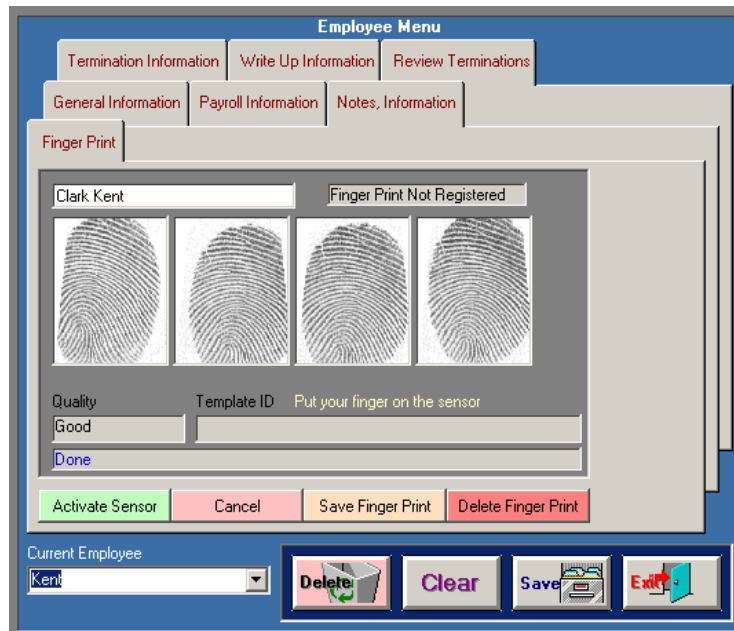 Employee Menu
Termination Information Write Up Information Review Terminations
General Information Payroll Information Notes, Information
Finger Print
Clark Kent Finger Print Not Registered
Quality Template ID Put your finger on the sensor
Good
Done
Activate Sensor Cancel Save Finger Print Delete Finger Print
Current Employee
Kent
Delete Clear Save Exit